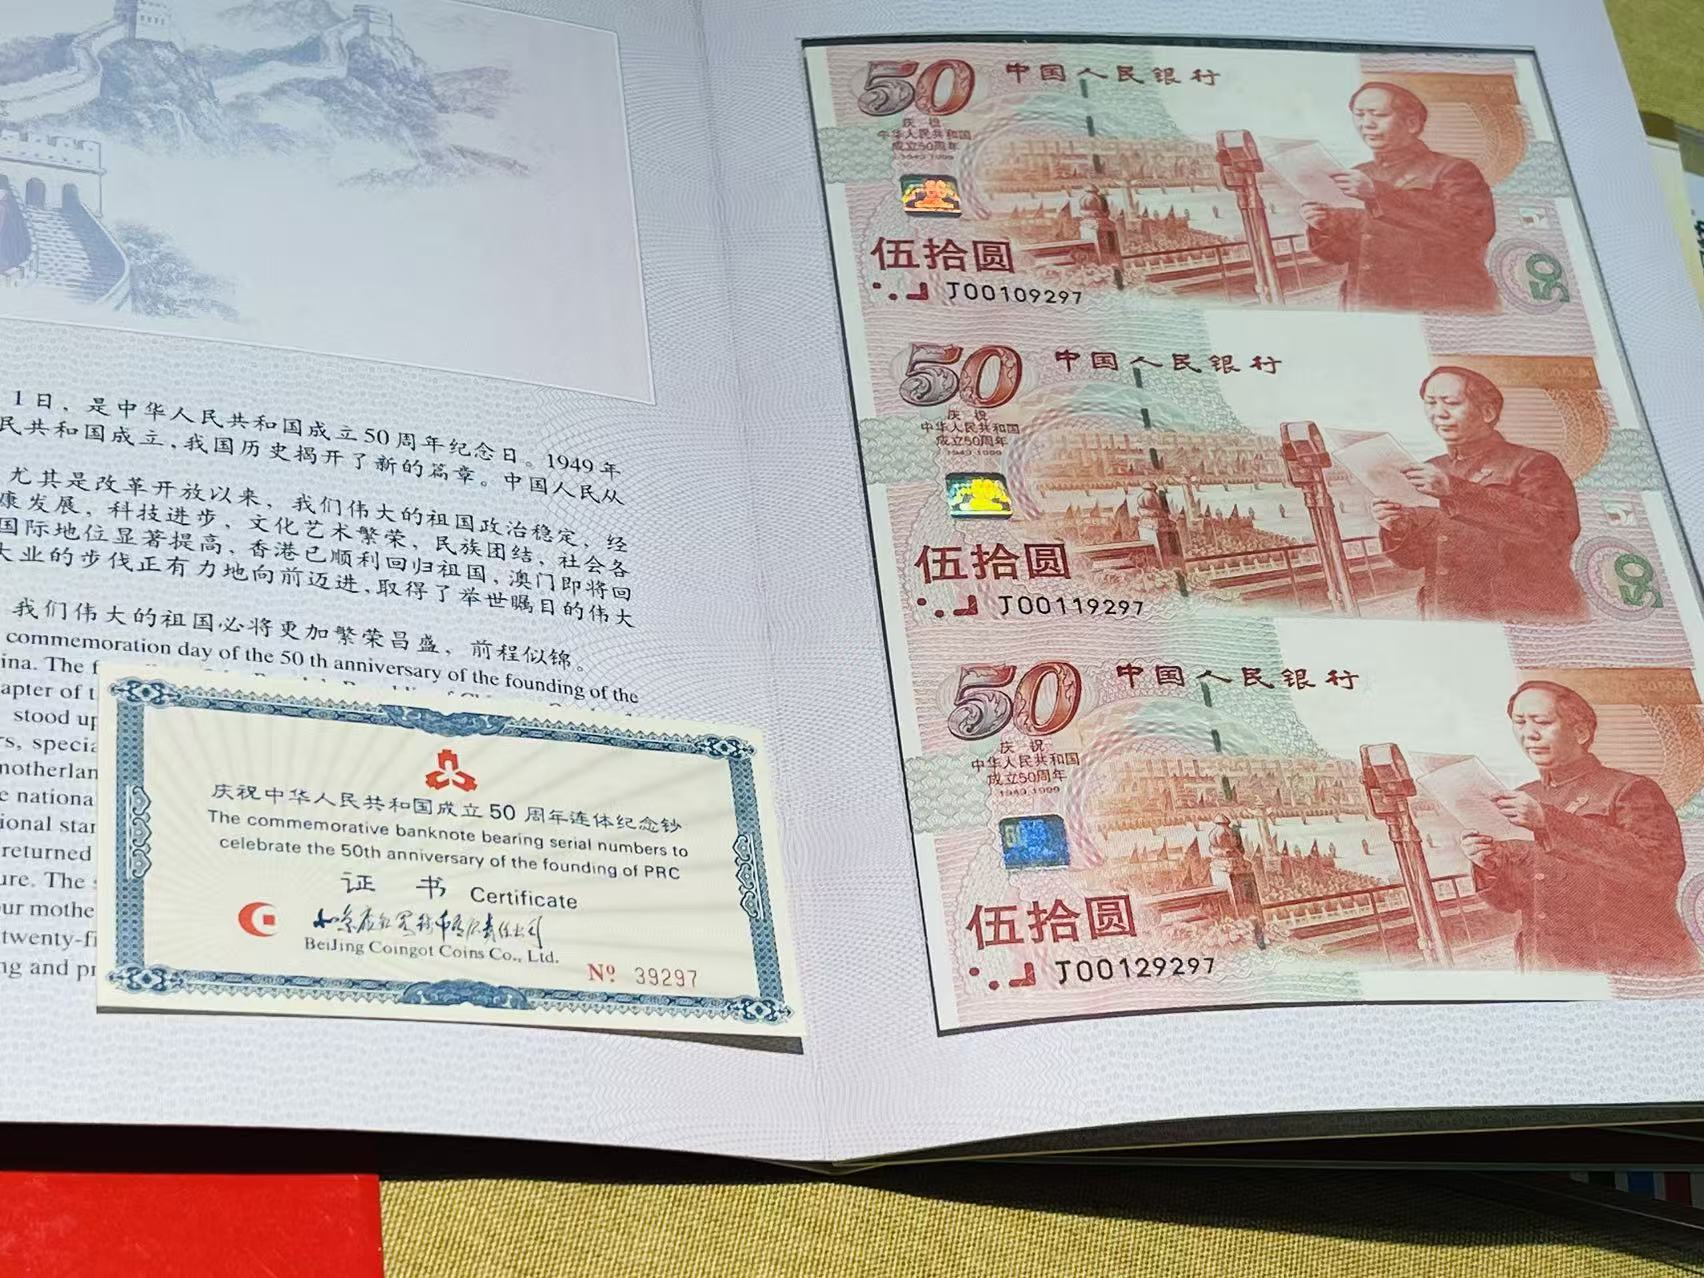 1日，是中华人民共和国成立50周年纪念日。1949年
民共和国成立，我国历史揭开了新的篇章。中国人民从
尤其是改革开放以来，我们伟大的祖国政治稳定，经
康发展，科技进步，文化艺术繁荣，民族团结，社会各
国际地位显著提高，香港已顺利回归祖国，澳门即将回
大业的步伐正有力地向前迈进，取得了举世瞩目的伟大
我们伟大的祖国必将更加繁荣昌盛，前程似锦。
commemoration day of the 50 th anniversary of the founding of the
ina. The
apter of
stood up
rs, specia
motherlan
e nationa
ional star
returned
ure. The
ur mothe
twenty-fi
ng and pr
庆祝中华人民共和国成立50周年连体纪念钞
The commemorative banknote bearing serial numbers to
celebrate the 50th anniversary of the founding of PRC
证书 Certificate
BeiJing Coingot Coins Co., Ltd.
Nº 39297
50 中国人民银行
庆祝
中华人民共和国
成立50周年
1949-1999
伍拾圆
J00109297
50
50 中国人民银行
庆祝
中华人民共和国
成立50周年
1949-1999
伍拾圆
J00119297
50
50 中国人民银行
庆祝
中华人民共和国
成立50周年
1949-1999
伍拾圆
J00129297